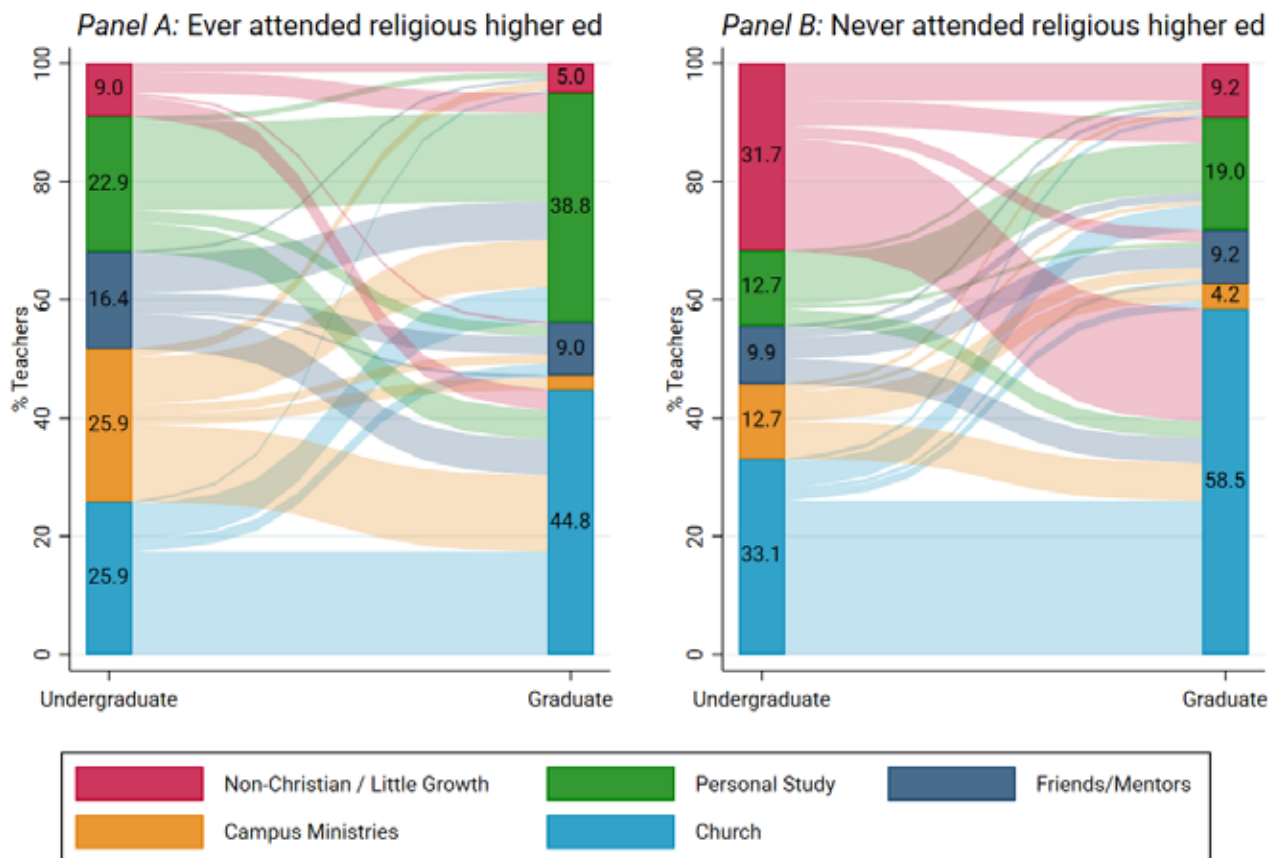 Panel A: Ever attended religious higher ed
% Teachers
100
80
60
40
20
0
9.0
22.9
16.4
25.9
25.9
5.0
38.8
9.0
44.8
Undergraduate
Graduate
Panel B: Never attended religious higher ed
% Teachers
100
80
60
40
20
0
31.7
12.7
9.9
12.7
33.1
9.2
19.0
9.2
4.2
58.5
Undergraduate
Graduate
Non-Christian / Little Growth
Personal Study
Friends/Mentors
Campus Ministries
Church